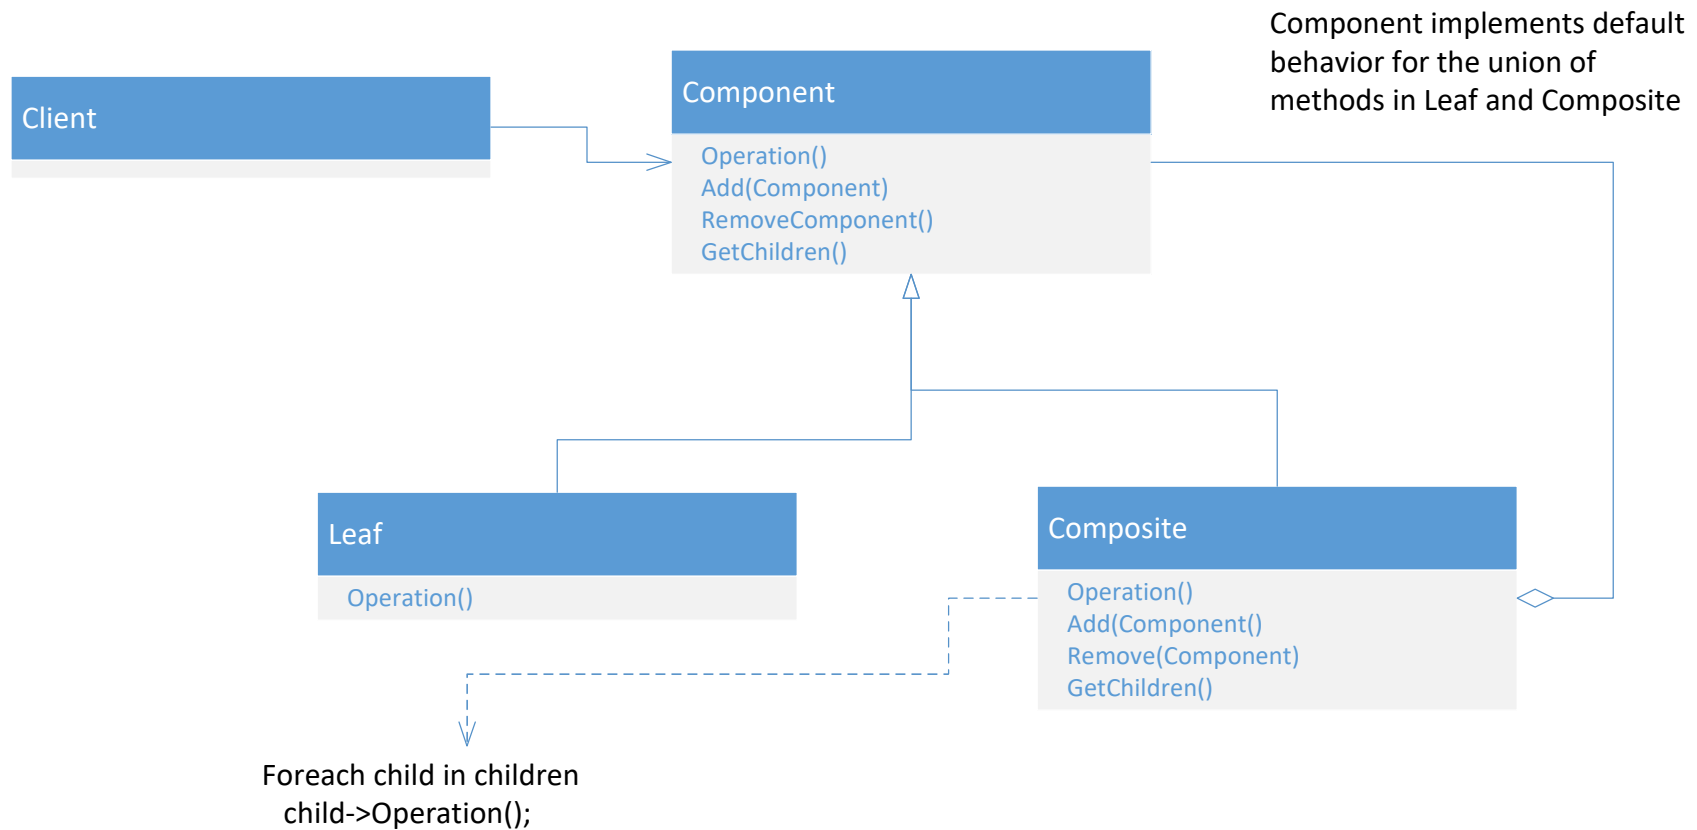 Component implements default
behavior for the union of
methods in Leaf and Composite
Client
Component
Operation()
Add(Component)
RemoveComponent()
GetChildren()
Leaf
Operation()
Composite
Operation()
Add(Component()
Remove(Component)
GetChildren()
Foreach child in children
child->Operation();